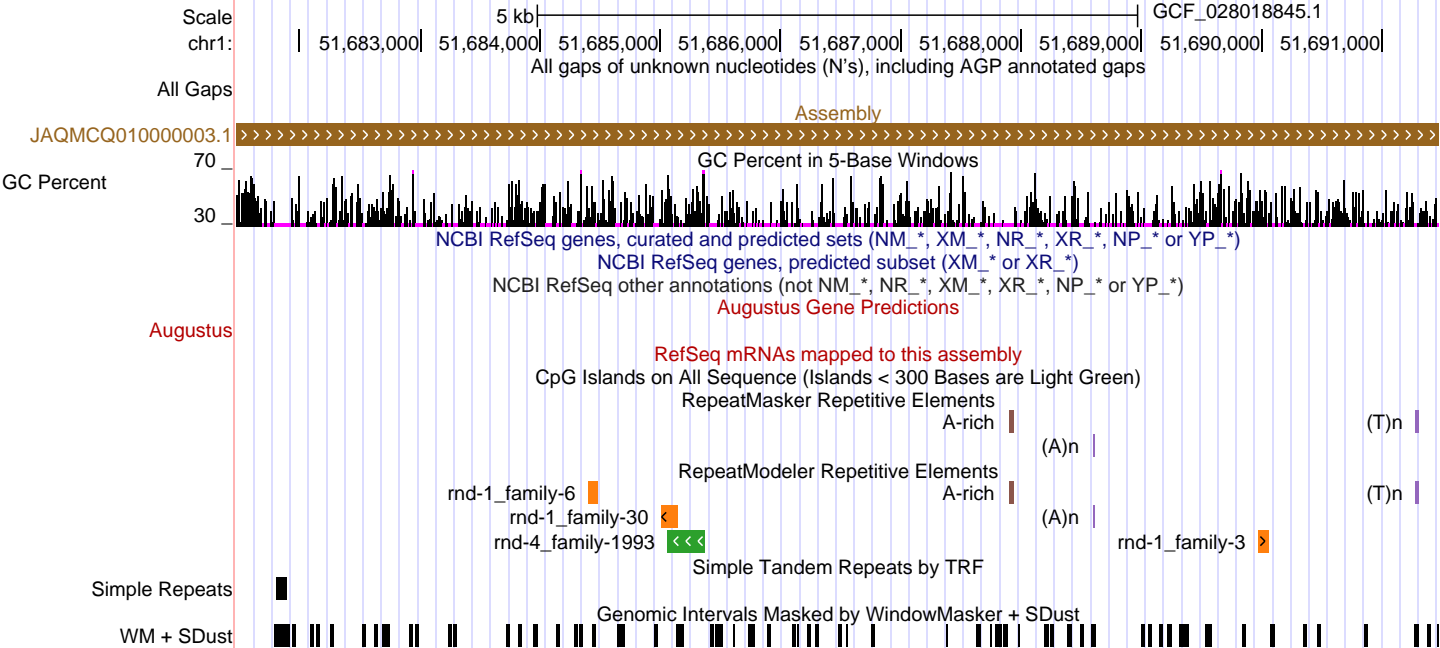 Scale 5 kb GCF_028018845.1
chr1: 51,683,000 51,684,000 51,685,000 51,686,000 51,687,000 51,688,000 51,689,000 51,690,000 51,691,000
All gaps of unknown nucleotides (N's), including AGP annotated gaps
All Gaps
Assembly
JAQMCQ010000003.1
70 GC Percent in 5-Base Windows
GC Percent
30
NCBI RefSeq genes, curated and predicted sets (NM_*, XM_*, NR_*, XR_*, NP_* or YP_*)
NCBI RefSeq genes, predicted subset (XM_* or XR_*)
NCBI RefSeq other annotations (not NM_*, NR_*, XM_*, XR_*, NP_* or YP_*)
Augustus Gene Predictions
Augustus
RefSeq mRNAs mapped to this assembly
CpG Islands on All Sequence (Islands < 300 Bases are Light Green)
RepeatMasker Repetitive Elements
A-rich (T)n
(A)n
RepeatModeler Repetitive Elements
rnd-1_family-6 A-rich (T)n
rnd-1_family-30 (A)n
rnd-4_family-1993 rnd-1_family-3
Simple Tandem Repeats by TRF
Simple Repeats
Genomic Intervals Masked by WindowMasker + SDust
WM + SDust